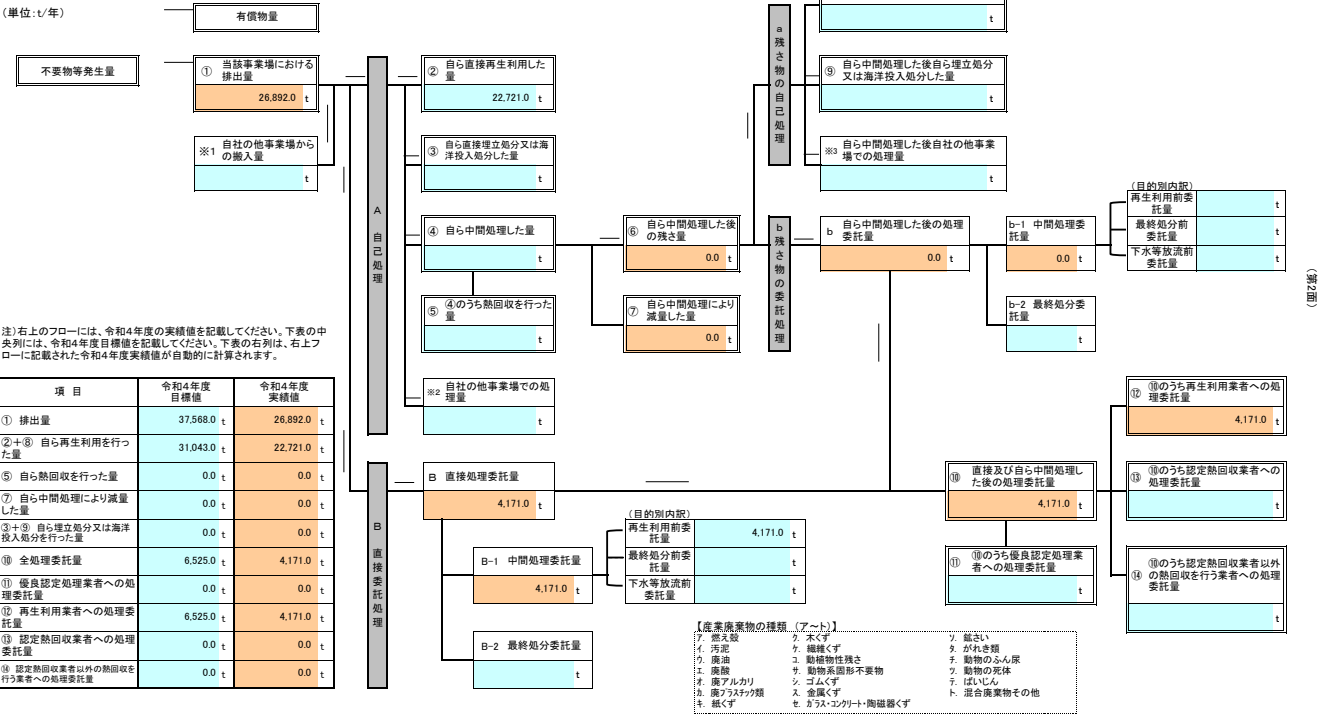 （単位：t/年）
有償物量
不要物等発生量
① 当該事業場における
排出量
26,892.0 t
※1 自社の他事業場から
の搬入量
t
A 自己処理
② 自ら直接再生利用した
量
22,721.0 t
③ 自ら直接埋立処分又は海
洋投入処分した量
t
④ 自ら中間処理した量
t
⑤ ④のうち熱回収を行った
量
t
※2 自社の他事業場での処
理量
t
⑥ 自ら中間処理した後
の残さ量
0.0 t
⑦ 自ら中間処理により
減量した量
0.0 t
a 残さ物の自己処理
t
⑨ 自ら中間処理した後自ら埋立処分
又は海洋投入処分した量
t
※3 自ら中間処理した後自社の他事業
場での処理量
t
b 残さ物の委託処理
b 自ら中間処理した後の処理
委託量
0.0 t
b-1 中間処理委
託量
0.0 t
b-2 最終処分委
託量
t
（目的別内訳）
再生利用前委
託量 t
最終処分前
委託量 t
下水等放流前
委託量 t
（第2面）
注）右上のフローには、令和4年度の実績値を記載してください。下表の中
央列には、令和4年度目標値を記載してください。下表の右列は、右上フ
ローに記載された令和4年度実績値が自動的に計算されます。
項 目 令和4年度 目標値 令和4年度 実績値
① 排出量 37,568.0 t 26,892.0 t
②+⑧ 自ら再生利用を行っ
た量 31,043.0 t 22,721.0 t
⑤ 自ら熱回収を行った量 0.0 t 0.0 t
⑦ 自ら中間処理により減量
した量 0.0 t 0.0 t
③+⑨ 自ら埋立処分又は海洋
投入処分を行った量 0.0 t 0.0 t
⑩ 全処理委託量 6,525.0 t 4,171.0 t
⑪ 優良認定処理業者への処
理委託量 0.0 t 0.0 t
⑫ 再生利用業者への処理委
託量 6,525.0 t 4,171.0 t
⑬ 認定熱回収業者への処理
委託量 0.0 t 0.0 t
⑭ 認定熱回収業者以外の熱回収を
行う業者への処理委託量 0.0 t 0.0 t
B 直接委託処理
B 直接処理委託量
4,171.0 t
B-1 中間処理委託量
4,171.0 t
B-2 最終処分委託量
t
（目的別内訳）
再生利用前委
託量 4,171.0 t
最終処分前委
託量 t
下水等放流前
委託量 t
⑩ 直接及び自ら中間処理し
た後の処理委託量
4,171.0 t
⑪ ⑩のうち優良認定処理業
者への処理委託量
t
⑫ ⑩のうち再生利用業者への処
理委託量
4,171.0 t
⑬ ⑩のうち認定熱回収業者への
処理委託量
t
⑭ ⑩のうち認定熱回収業者以外
の熱回収を行う業者への処理
委託量
t
【産業廃棄物の種類 （ア～ト）】
ア. 燃え殻 ク. 木くず ソ. 鉱さい
イ. 汚泥 ケ. 繊維くず タ. がれき類
ウ. 廃油 コ. 動植物性残さ チ. 動物のふん尿
エ. 廃酸 サ. 動物系固形不要物 ツ. 動物の死体
オ. 廃アルカリ シ. ゴムくず テ. ばいじん
カ. 廃プラスチック類 ス. 金属くず ト. 混合廃棄物その他
キ. 紙くず セ. ガラス・コンクリート・陶磁器くず